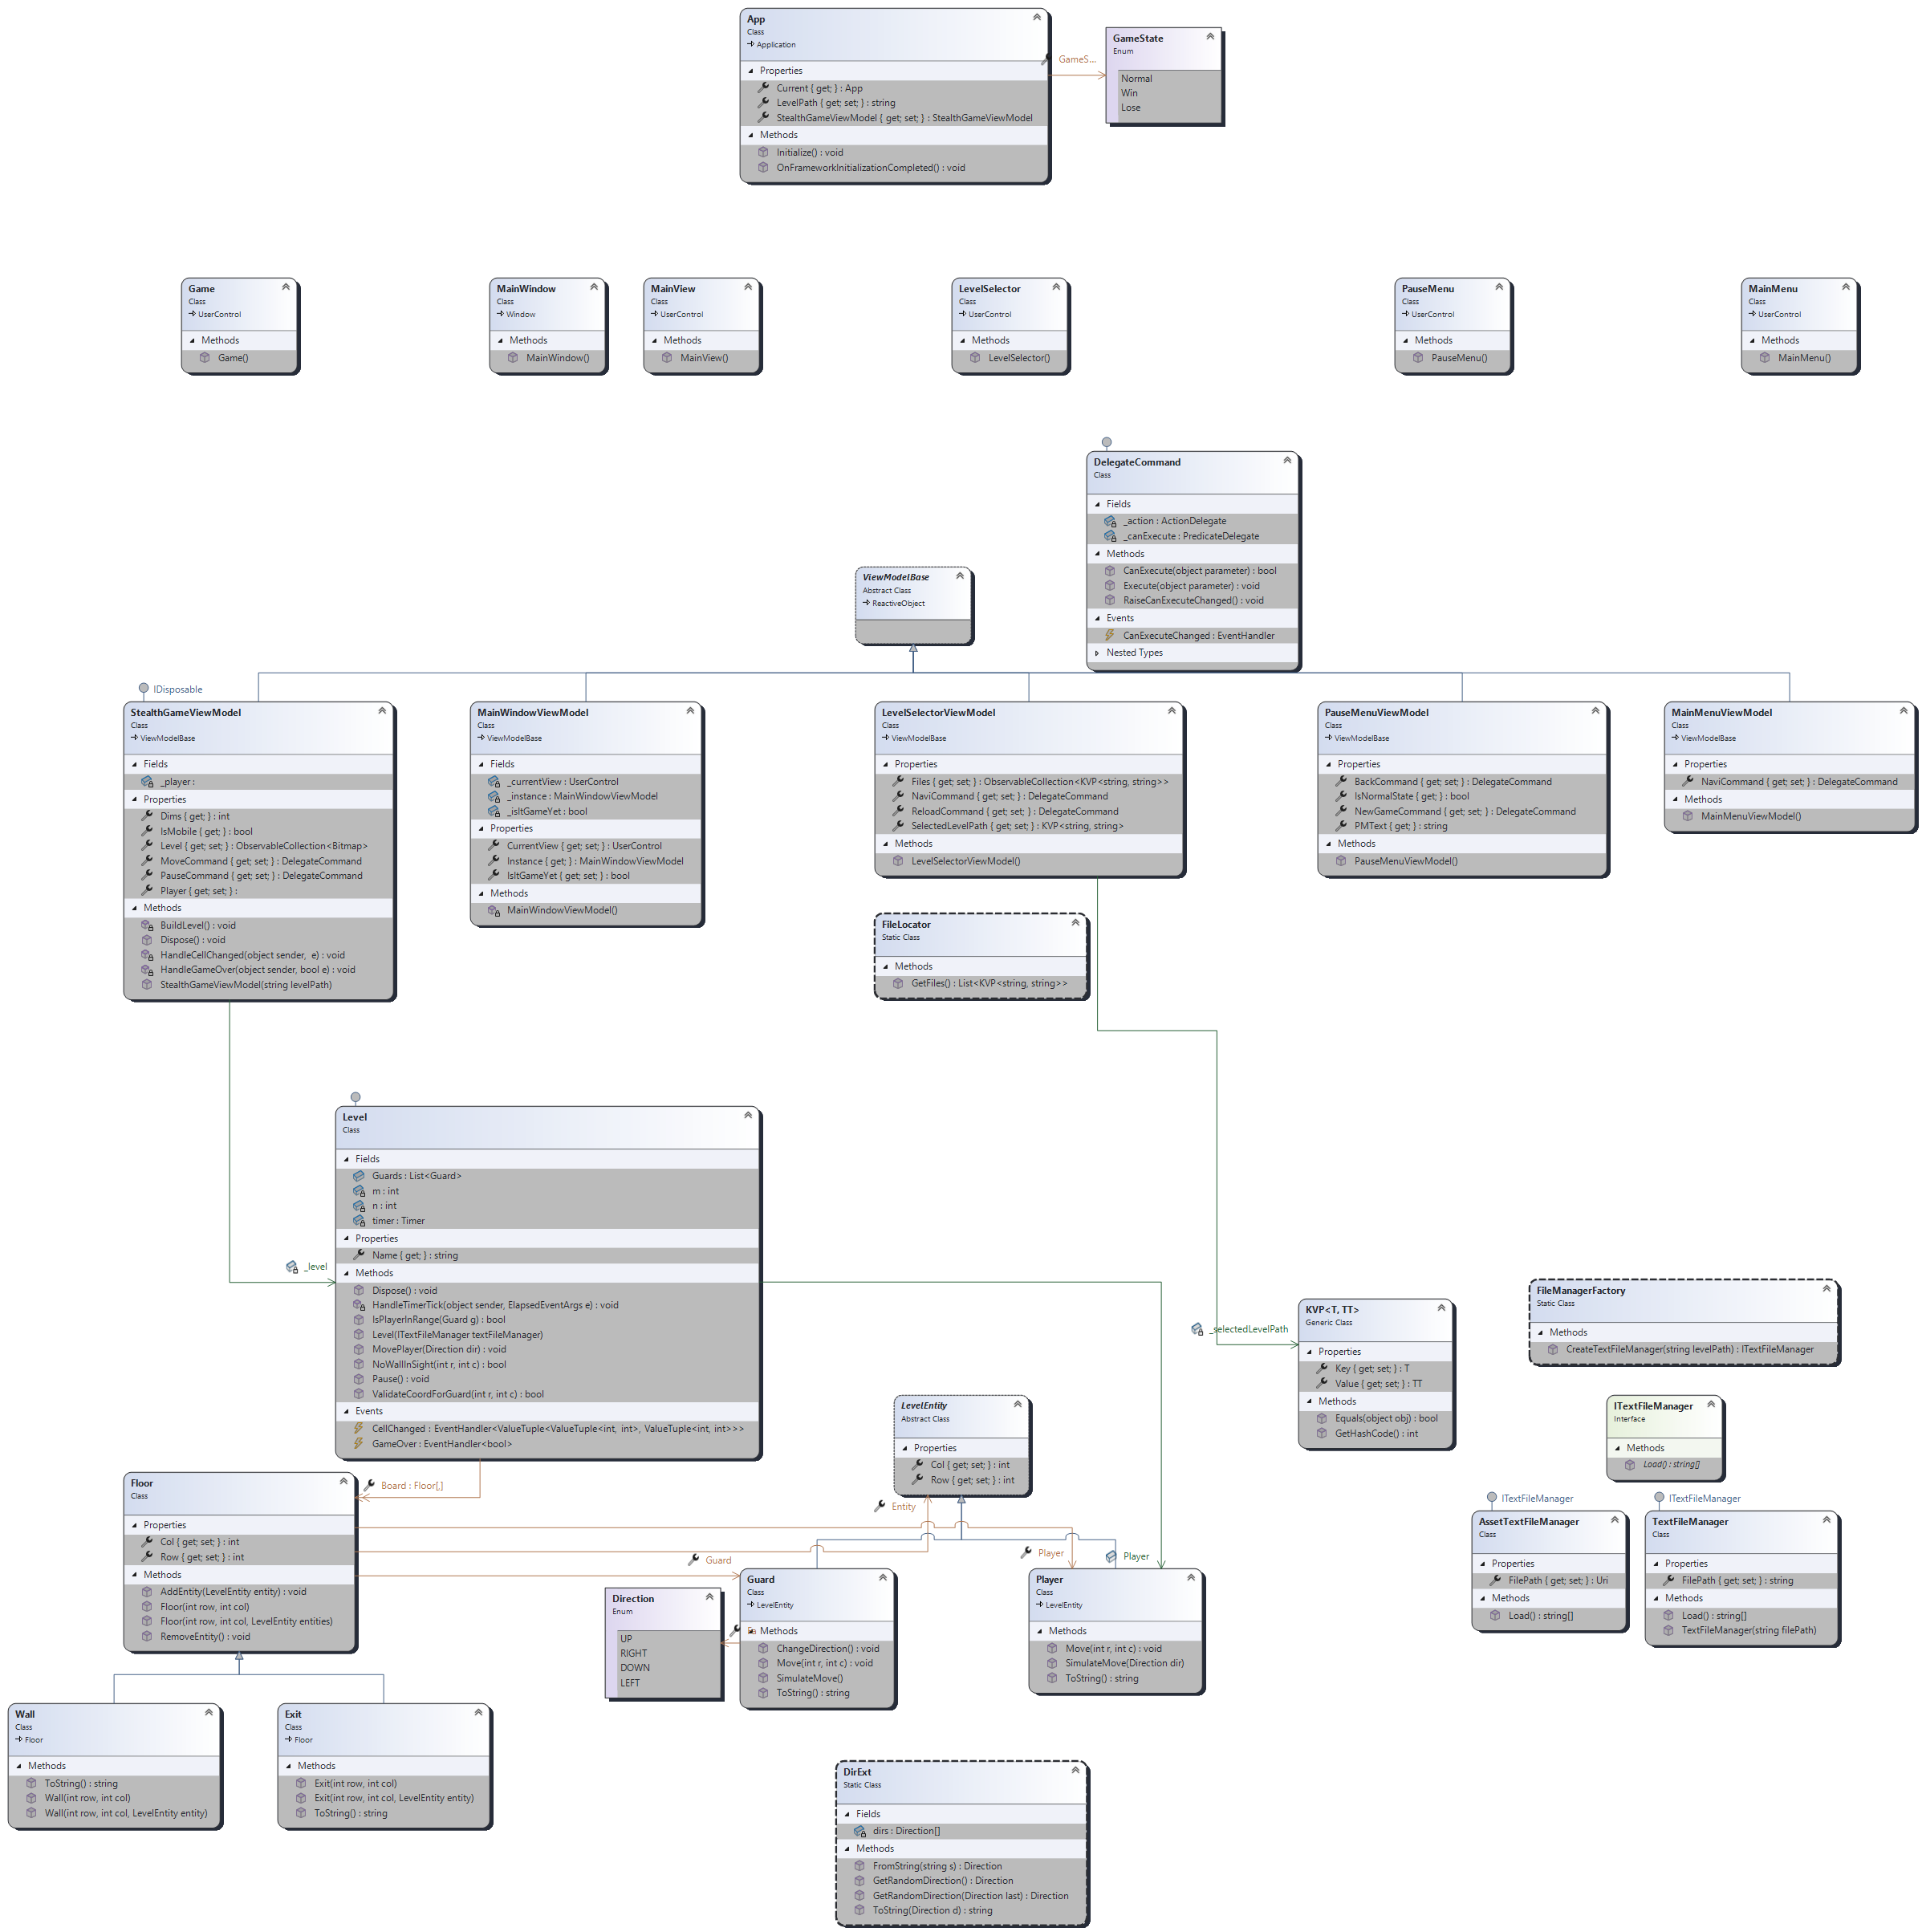 App
Class
Application
Properties
Current { get; } : App
LevelPath { get; set; } : string
StealthGameViewModel { get; set; } : StealthGameViewModel
Methods
Initialize() : void
OnFrameworkInitializationCompleted() : void
GameS...
GameState
Enum
Normal
Win
Lose
Game
Class
UserControl
Methods
Game()
MainWindow
Class
Window
Methods
MainWindow()
MainView
Class
UserControl
Methods
MainView()
LevelSelector
Class
UserControl
Methods
LevelSelector()
PauseMenu
Class
UserControl
Methods
PauseMenu()
MainMenu
Class
UserControl
Methods
MainMenu()
DelegateCommand
Class
Fields
_action : ActionDelegate
_canExecute : PredicateDelegate
Methods
CanExecute(object parameter) : bool
Execute(object parameter) : void
RaiseCanExecuteChanged() : void
Events
CanExecuteChanged : EventHandler
Nested Types
ViewModelBase
Abstract Class
ReactiveObject
IDisposable
StealthGameViewModel
Class
ViewModelBase
Fields
_player :
Properties
Dims { get; } : int
IsMobile { get; } : bool
Level { get; set; } : ObservableCollection<Bitmap>
MoveCommand { get; set; } : DelegateCommand
PauseCommand { get; set; } : DelegateCommand
Player { get; set; } :
Methods
BuildLevel() : void
Dispose() : void
HandleCellChanged(object sender,  e) : void
HandleGameOver(object sender, bool e) : void
StealthGameViewModel(string levelPath)
MainWindowViewModel
Class
ViewModelBase
Fields
_currentView : UserControl
_instance : MainWindowViewModel
_isItGameYet : bool
Properties
CurrentView { get; set; } : UserControl
Instance { get; } : MainWindowViewModel
IsItGameYet { get; set; } : bool
Methods
MainWindowViewModel()
LevelSelectorViewModel
Class
ViewModelBase
Properties
Files { get; set; } : ObservableCollection<KVP<string, string>>
NaviCommand { get; set; } : DelegateCommand
ReloadCommand { get; set; } : DelegateCommand
SelectedLevelPath { get; set; } : KVP<string, string>
Methods
LevelSelectorViewModel()
PauseMenuViewModel
Class
ViewModelBase
Properties
BackCommand { get; set; } : DelegateCommand
IsNormalState { get; } : bool
NewGameCommand { get; set; } : DelegateCommand
PMText { get; } : string
Methods
PauseMenuViewModel()
MainMenuViewModel
Class
ViewModelBase
Properties
NaviCommand { get; set; } : DelegateCommand
Methods
MainMenuViewModel()
FileLocator
Static Class
Methods
GetFiles() : List<KVP<string, string>>
_level
Level
Class
Fields
Guards : List<Guard>
m : int
n : int
timer : Timer
Properties
Name { get; } : string
Methods
Dispose() : void
HandleTimerTick(object sender, ElapsedEventArgs e) : void
IsPlayerInRange(Guard g) : bool
Level(ITextFileManager textFileManager)
MovePlayer(Direction dir) : void
NoWallInSight(int r, int c) : bool
Pause() : void
ValidateCoordForGuard(int r, int c) : bool
Events
CellChanged : EventHandler<ValueTuple<ValueTuple<int, int>, ValueTuple<int, int>>>
GameOver : EventHandler<bool>
_selectedLevelPath
KVP<T, TT>
Generic Class
Properties
Key { get; set; } : T
Value { get; set; } : TT
Methods
Equals(object obj) : bool
GetHashCode() : int
FileManagerFactory
Static Class
Methods
CreateTextFileManager(string levelPath) : ITextFileManager
ITextFileManager
Interface
Methods
Load() : string[]
ITextFileManager
AssetTextFileManager
Class
Properties
FilePath { get; set; } : Uri
Methods
Load() : string[]
ITextFileManager
TextFileManager
Class
Properties
FilePath { get; set; } : string
Methods
Load() : string[]
TextFileManager(string filePath)
LevelEntity
Abstract Class
Properties
Col { get; set; } : int
Row { get; set; } : int
Board : Floor[,]
Entity
Guard
Player
Player
Floor
Class
Properties
Col { get; set; } : int
Row { get; set; } : int
Methods
AddEntity(LevelEntity entity) : void
Floor(int row, int col)
Floor(int row, int col, LevelEntity entities)
RemoveEntity() : void
Direction
Enum
UP
RIGHT
DOWN
LEFT
Guard
Class
LevelEntity
Methods
ChangeDirection() : void
Move(int r, int c) : void
SimulateMove()
ToString() : string
Player
Class
LevelEntity
Methods
Move(int r, int c) : void
SimulateMove(Direction dir)
ToString() : string
Wall
Class
Floor
Methods
ToString() : string
Wall(int row, int col)
Wall(int row, int col, LevelEntity entity)
Exit
Class
Floor
Methods
Exit(int row, int col)
Exit(int row, int col, LevelEntity entity)
ToString() : string
DirExt
Static Class
Fields
dirs : Direction[]
Methods
FromString(string s) : Direction
GetRandomDirection() : Direction
GetRandomDirection(Direction last) : Direction
ToString(Direction d) : string